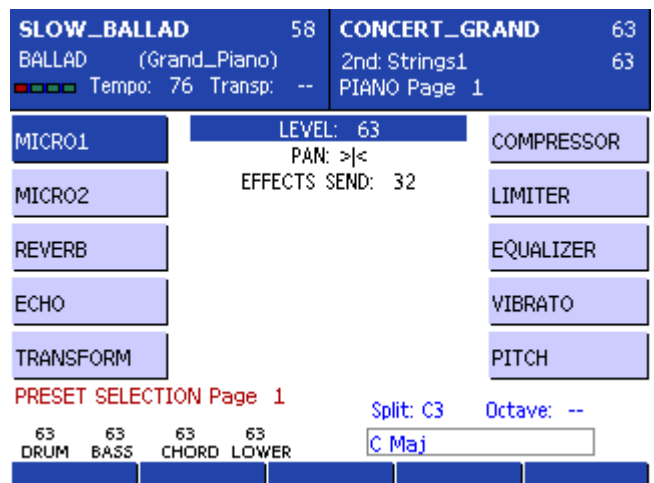 SLOW_BALLAD 58
BALLAD (Grand_Piano)
Tempo: 76 Transp: --
CONCERT_GRAND 63
2nd: Strings1 63
PIANO Page 1
MICRO1
MICRO2
REVERB
ECHO
TRANSFORM
LEVEL: 63
PAN: >|<
EFFECTS SEND: 32
COMPRESSOR
LIMITER
EQUALIZER
VIBRATO
PITCH
PRESET SELECTION Page 1
Split: C3 Octave: --
63 63 63 63
DRUM BASS CHORD LOWER
C Maj